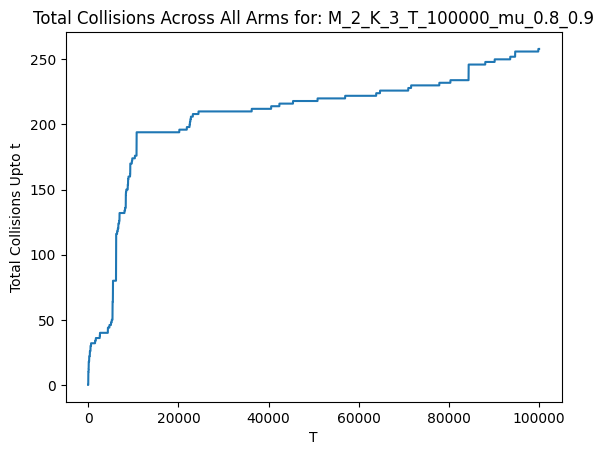 Total Collisions Across All Arms for: M_2_K_3_T_100000_mu_0.8_0.9
Total Collisions Upto t
250
200
150
100
50
0
0 20000 40000 60000 80000 100000
T